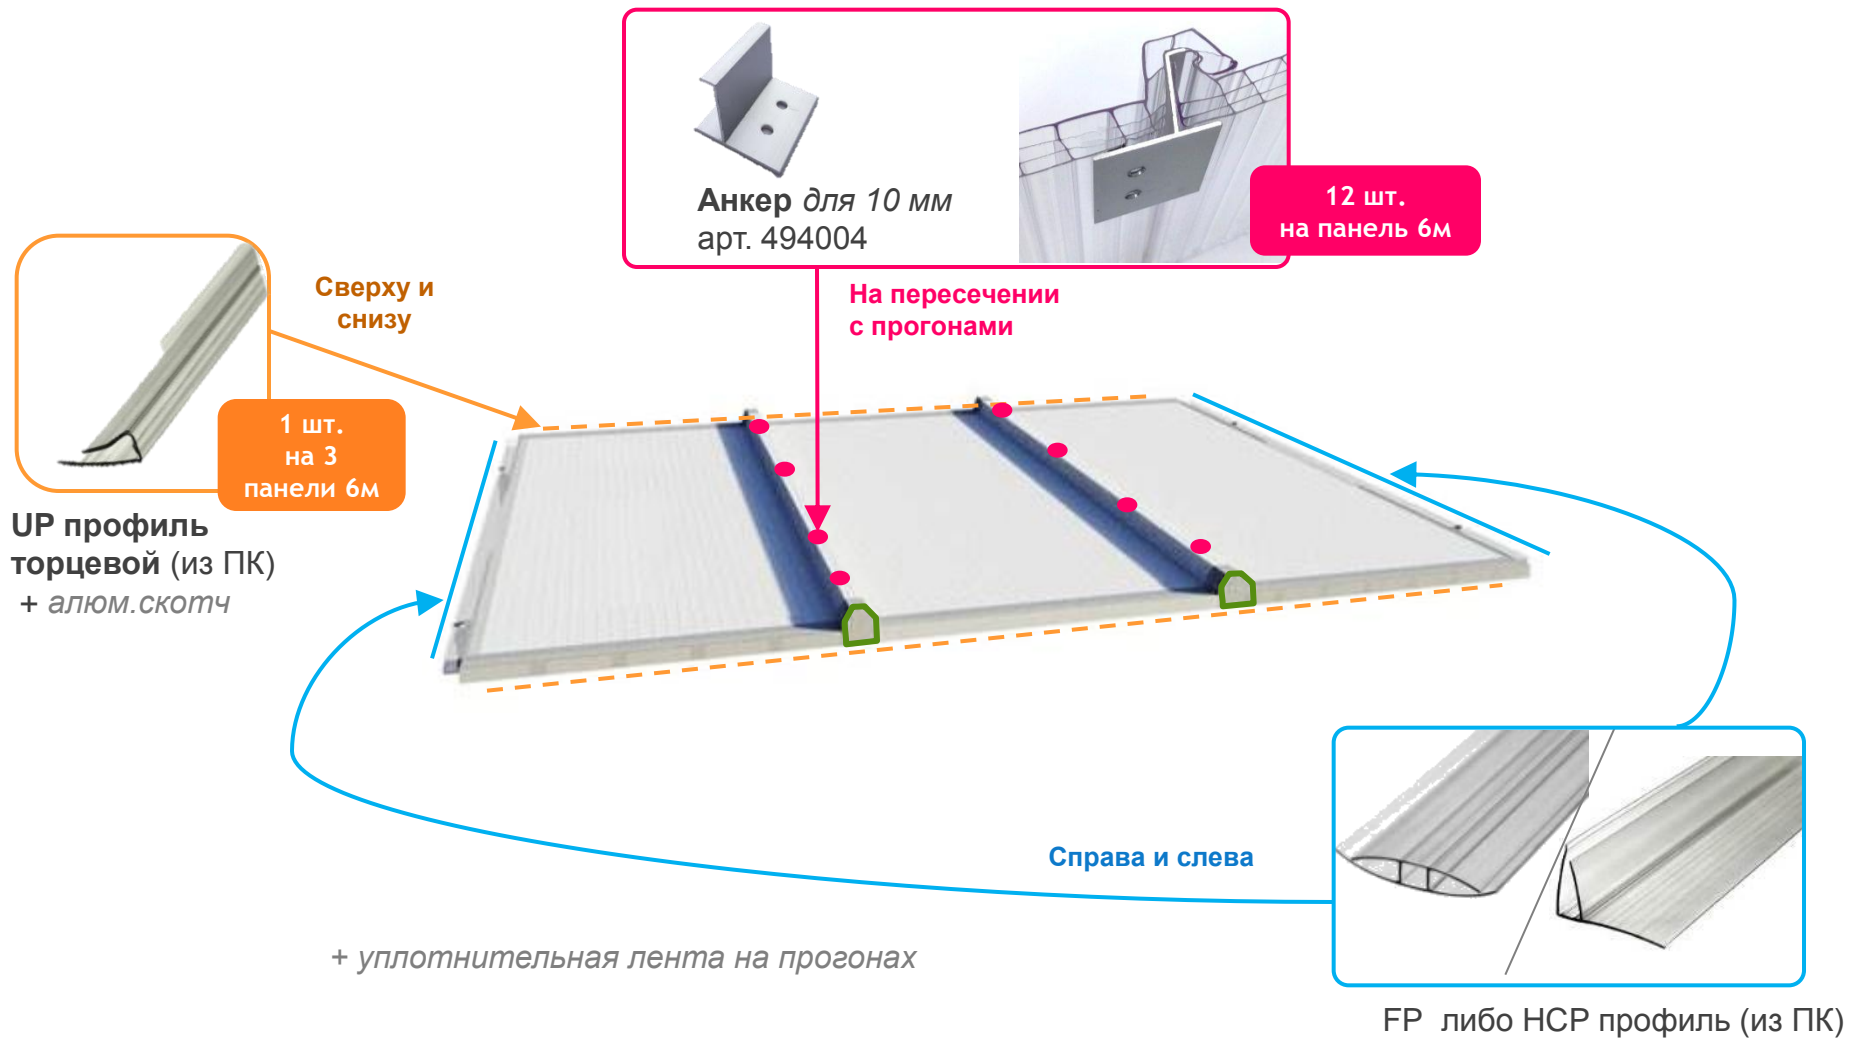 Анкер для 10 мм
арт. 494004
12 шт.
на панель 6м
Сверху и
снизу
На пересечении
с прогонами
1 шт.
на 3
панели 6м
UP профиль
торцевой (из ПК)
+ алюм.скотч
Справа и слева
+ уплотнительная лента на прогонах
FP либо HCP профиль (из ПК)